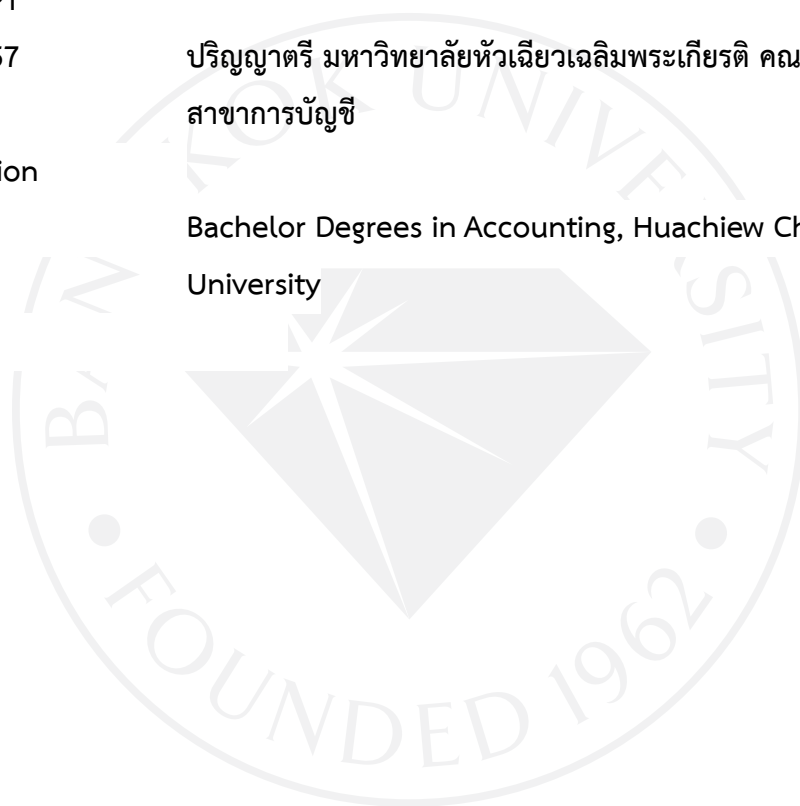 57 ปริญญาตรี มหาวิทยาลัยหัวเฉียวเฉลิมพระเกียรติ คณ
สาขาการบัญชี
ion
Bachelor Degrees in Accounting, Huachiew Ch
University
UNIVERSITY
FOUNDED 1962